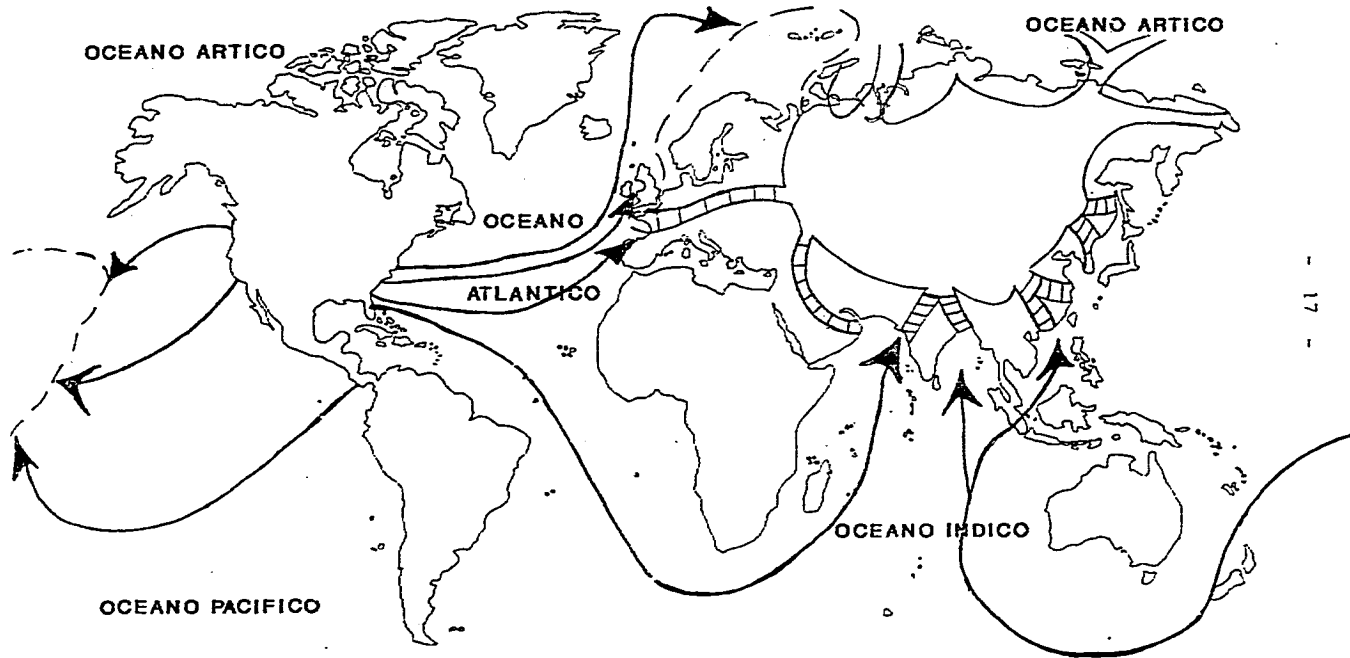 OCEANO ARTICO
OCEANO ARTICO
OCEANO
ATLANTICO
- 17 -
OCEANO INDICO
OCEANO PACIFICO